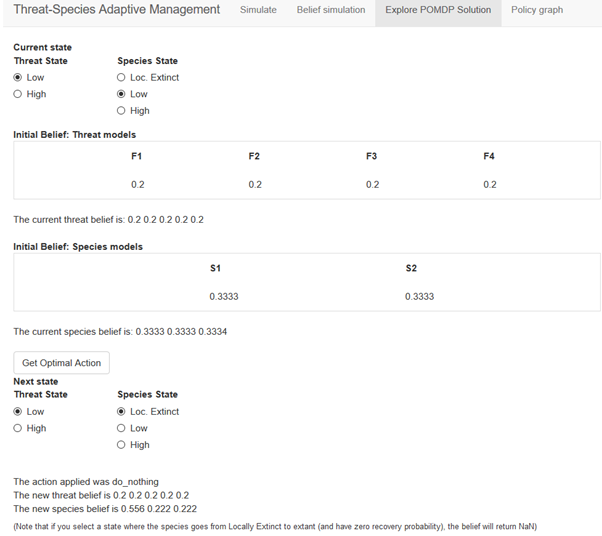 Threat-Species Adaptive Management Simulate Belief simulation Explore POMDP Solution Policy graph
Current state
Threat State Species State
Low Loc. Extinct
High Low
High
Initial Belief: Threat models
F1 F2 F3 F4
0.2 0.2 0.2 0.2
The current threat belief is: 0.2 0.2 0.2 0.2 0.2
Initial Belief: Species models
S1 S2
0.3333 0.3333
The current species belief is: 0.3333 0.3333 0.3334
Get Optimal Action
Next state
Threat State Species State
Low Loc. Extinct
High Low
High
The action applied was do_nothing
The new threat belief is 0.2 0.2 0.2 0.2 0.2
The new species belief is 0.556 0.222 0.222
(Note that if you select a state where the species goes from Locally Extinct to extant (and have zero recovery probability), the belief will return NaN)